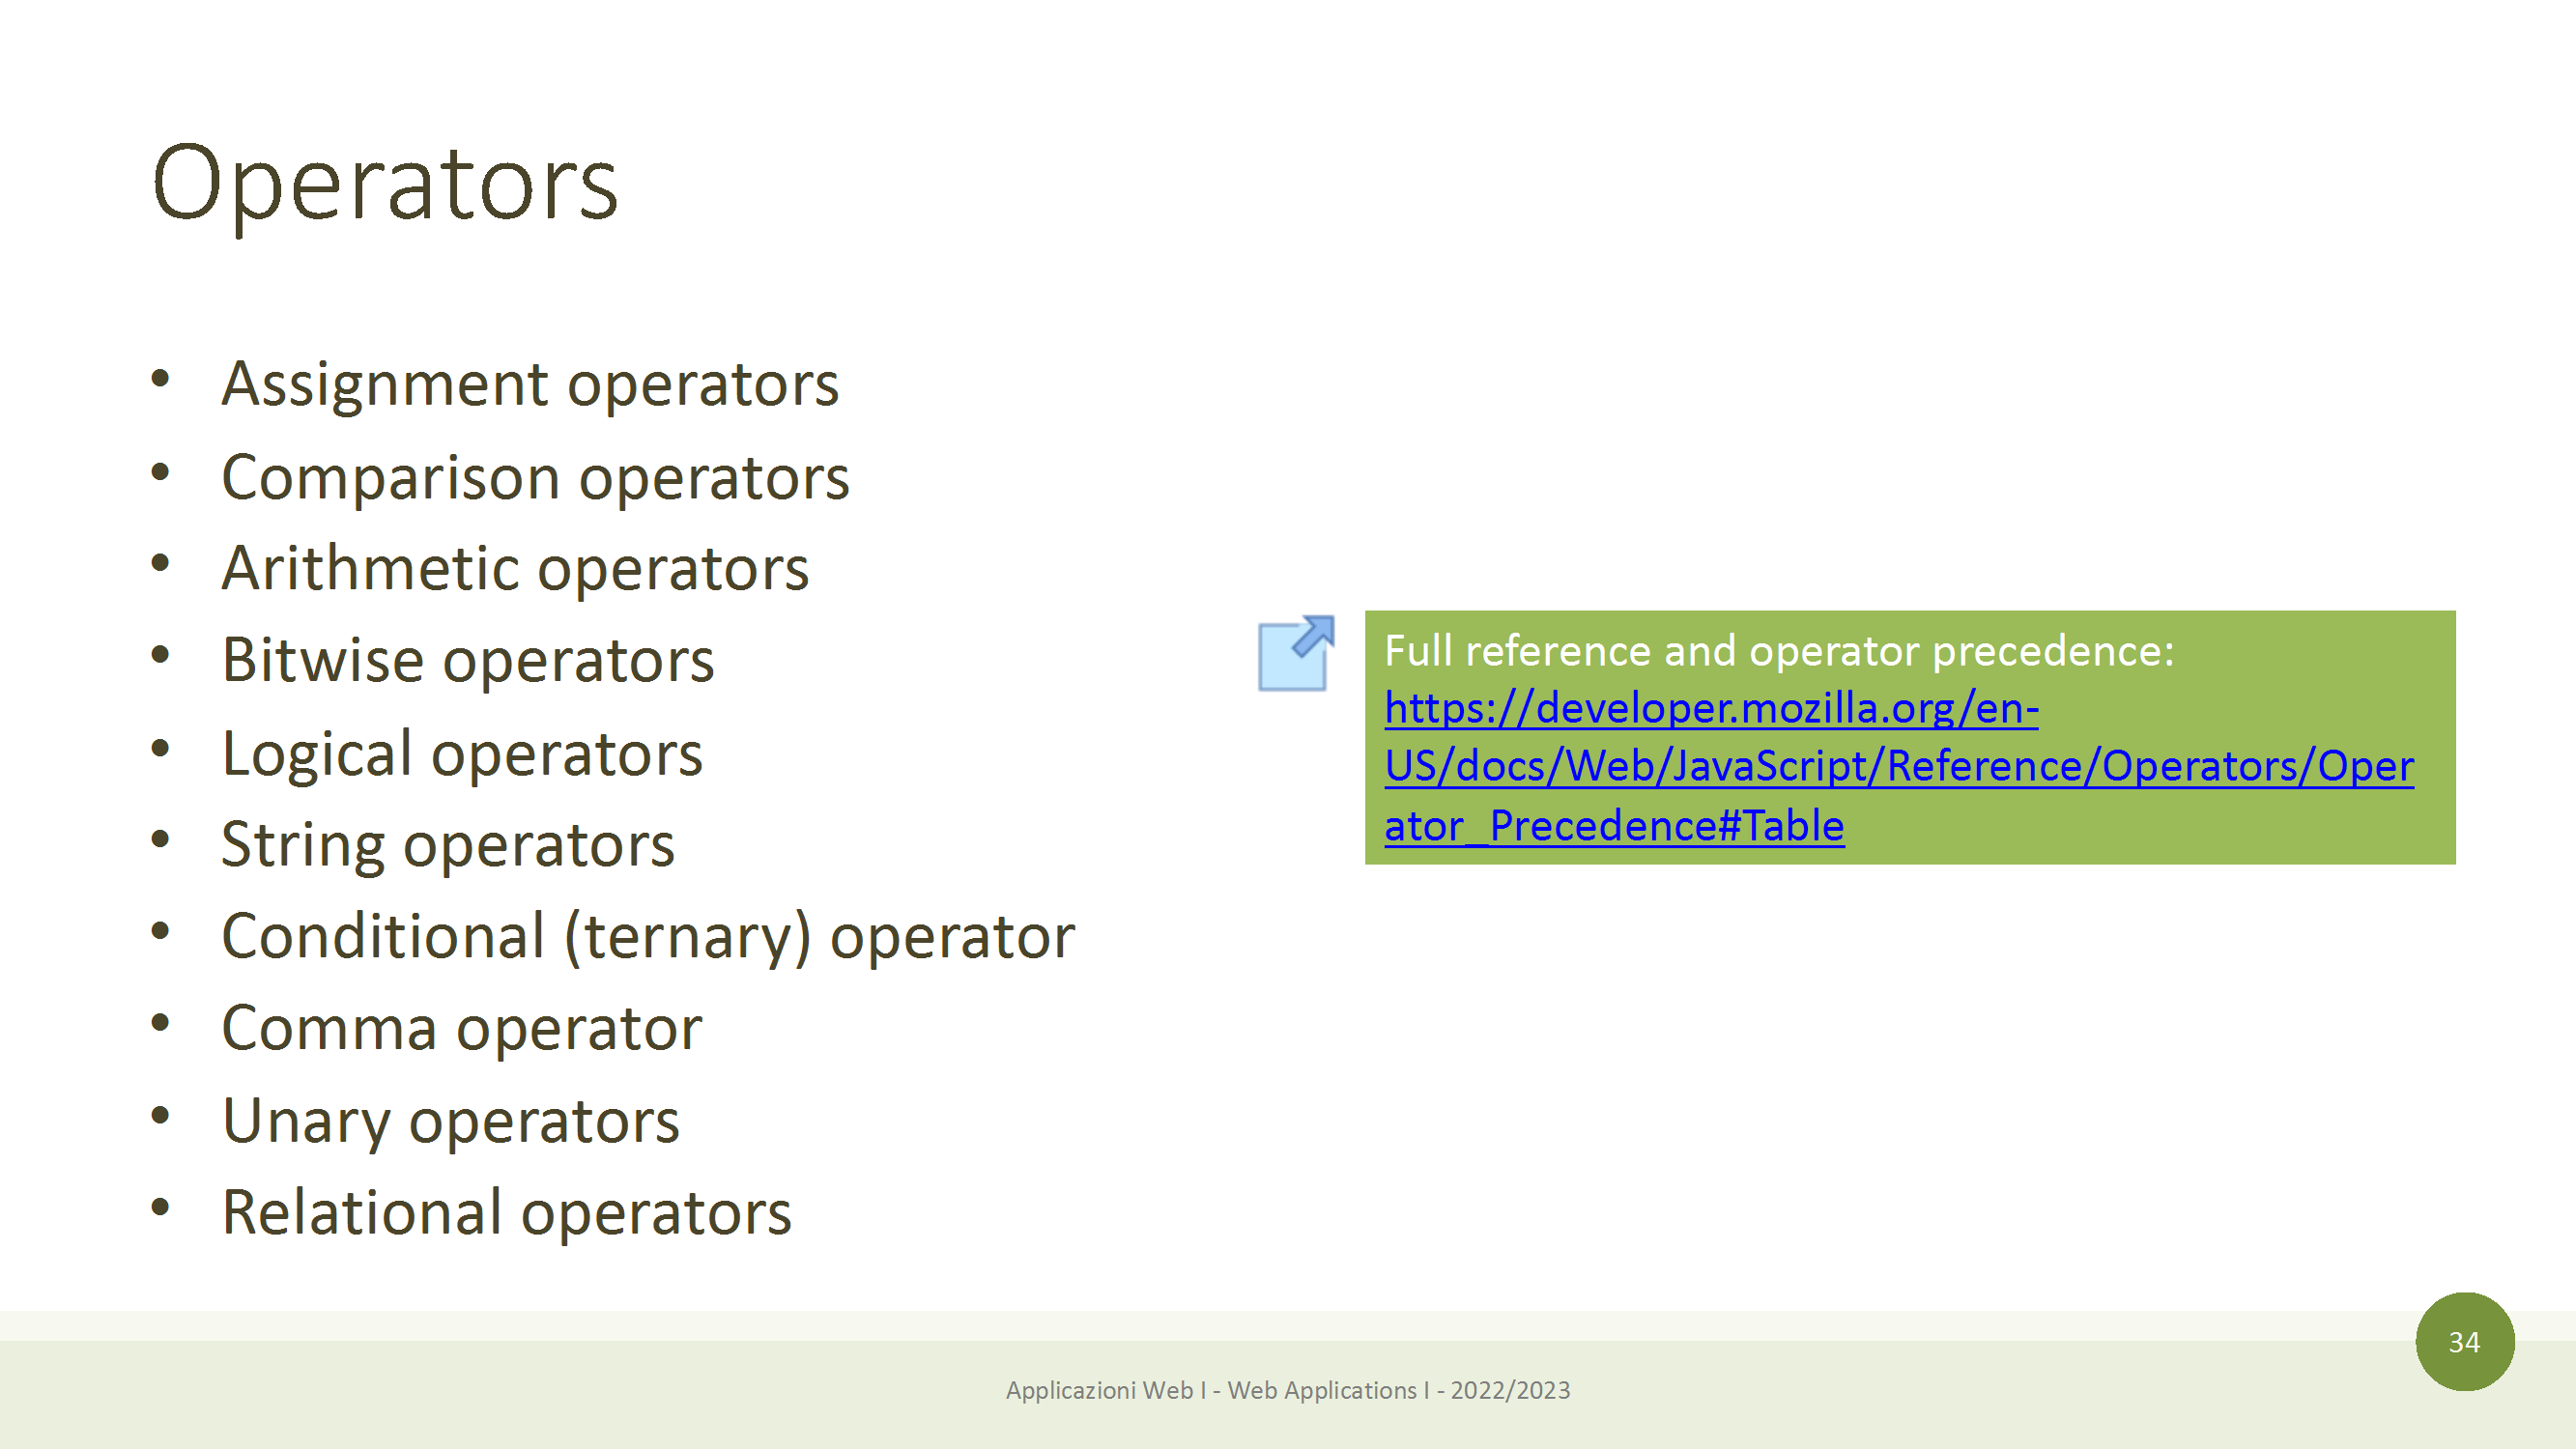 Operators
• Assignment operators
• Comparison operators
• Arithmetic operators
• Bitwise operators
• Logical operators
• String operators
• Conditional (ternary) operator
• Comma operator
• Unary operators
• Relational operators
Full reference and operator precedence:
https://developer.mozilla.org/en-
US/docs/Web/JavaScript/Reference/Operators/Oper
ator_Precedence#Table
34
Applicazioni Web I - Web Applications I - 2022/2023